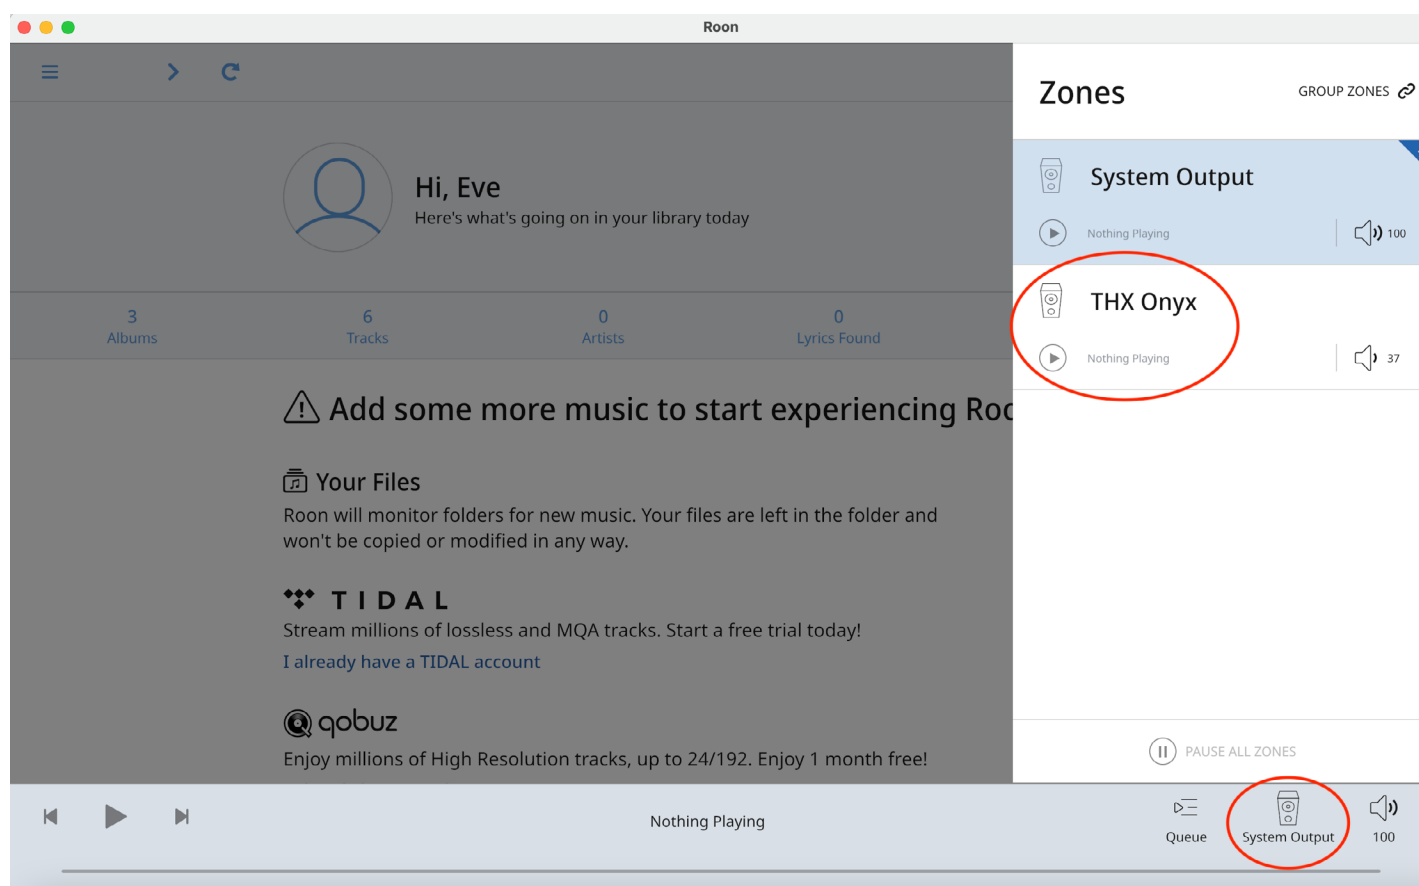 Roon
Zones
GROUP ZONES
System Output
Nothing Playing
100
THX Onyx
Nothing Playing
37
Hi, Eve
Here's what's going on in your library today
3
Albums
6
Tracks
0
Artists
0
Lyrics Found
Add some more music to start experiencing Roo
Your Files
Roon will monitor folders for new music. Your files are left in the folder and
won't be copied or modified in any way.
TIDAL
Stream millions of lossless and MQA tracks. Start a free trial today!
I already have a TIDAL account
qobuz
Enjoy millions of High Resolution tracks, up to 24/192. Enjoy 1 month free!
PAUSE ALL ZONES
Nothing Playing
Queue
System Output
100